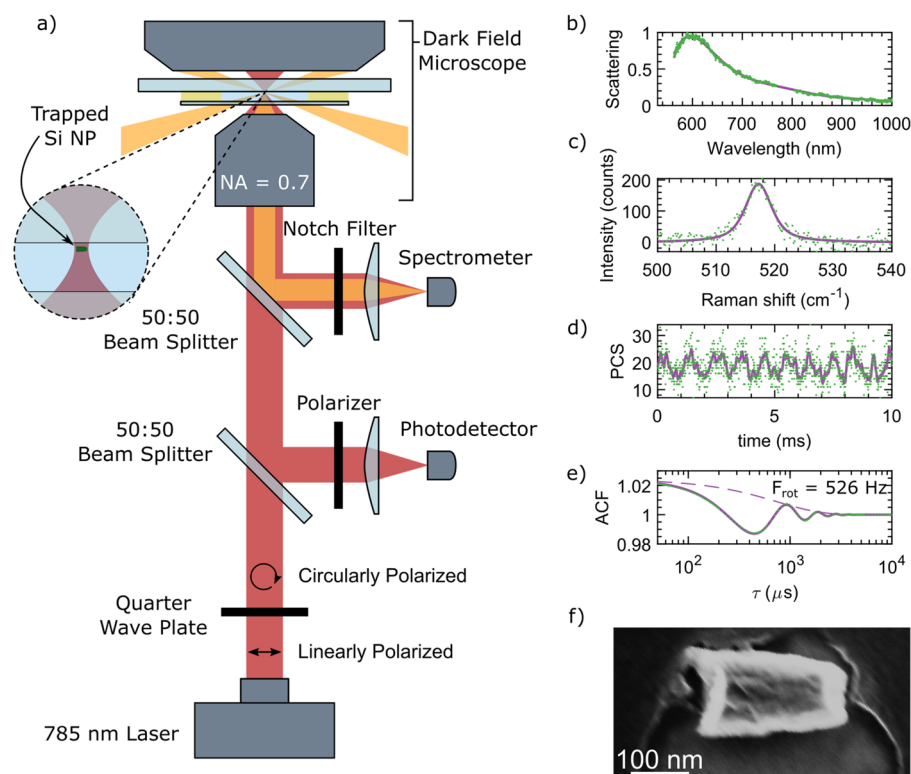 a)
Dark Field
Microscope
Trapped
Si NP
NA = 0.7
Notch Filter
Spectrometer
50:50
Beam Splitter
Polarizer
50:50
Beam Splitter
Photodetector
Circularly Polarized
Quarter
Wave Plate
Linearly Polarized
785 nm Laser
b)
Scattering
1
0.5
0
600 700 800 900 1000
Wavelength (nm)
c)
Intensity (counts)
200
100
0
500 510 520 530 540
Raman shift (cm⁻¹)
d)
PCS
30
20
10
0 2 4 6 8 10
time (ms)
e)
F_rot = 526 Hz
ACF
1.02
1
0.98
10² 10³ 10⁴
τ (μs)
f)
100 nm